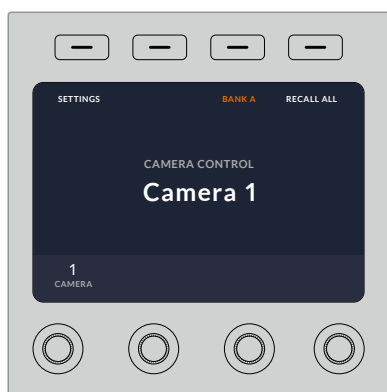 SETTINGS BANK A RECALL ALL
CAMERA CONTROL
Camera 1
1
CAMERA